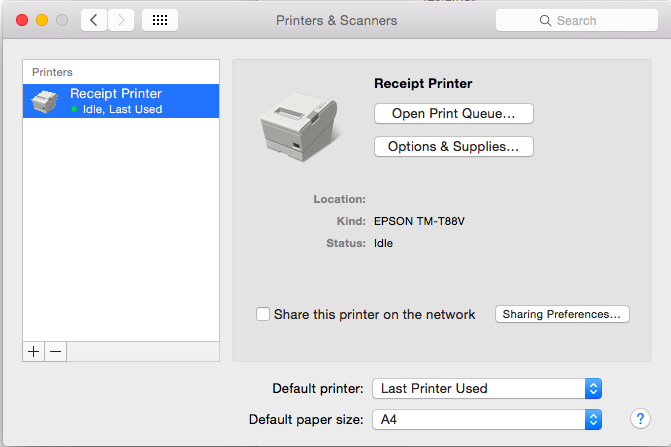 Printers & Scanners
Search
Printers
Receipt Printer
Idle, Last Used
Receipt Printer
Open Print Queue...
Options & Supplies...
Location:
Kind: EPSON TM-T88V
Status: Idle
Share this printer on the network
Sharing Preferences...
+ −
Default printer: Last Printer Used
Default paper size: A4
?